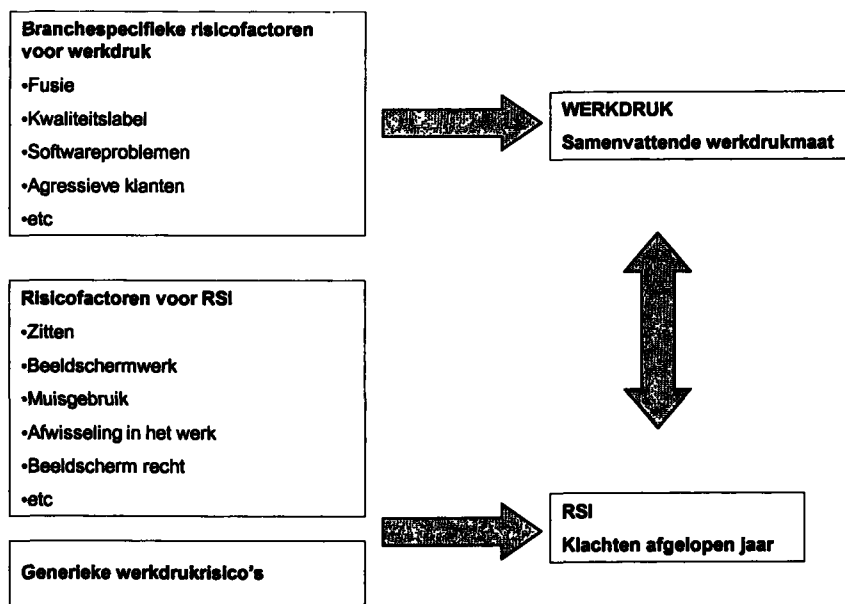 Branchespecifieke risicofactoren
voor werkdruk
•Fusie
•Kwaliteitslabel
•Softwareproblemen
•Agressieve klanten
•etc
WERKDRUK
Samenvattende werkdrukmaat
Risicofactoren voor RSI
•Zitten
•Beeldschermwerk
•Muisgebruik
•Afwisseling in het werk
•Beeldscherm recht
•etc
RSI
Klachten afgelopen jaar
Generieke werkdrukrisico's